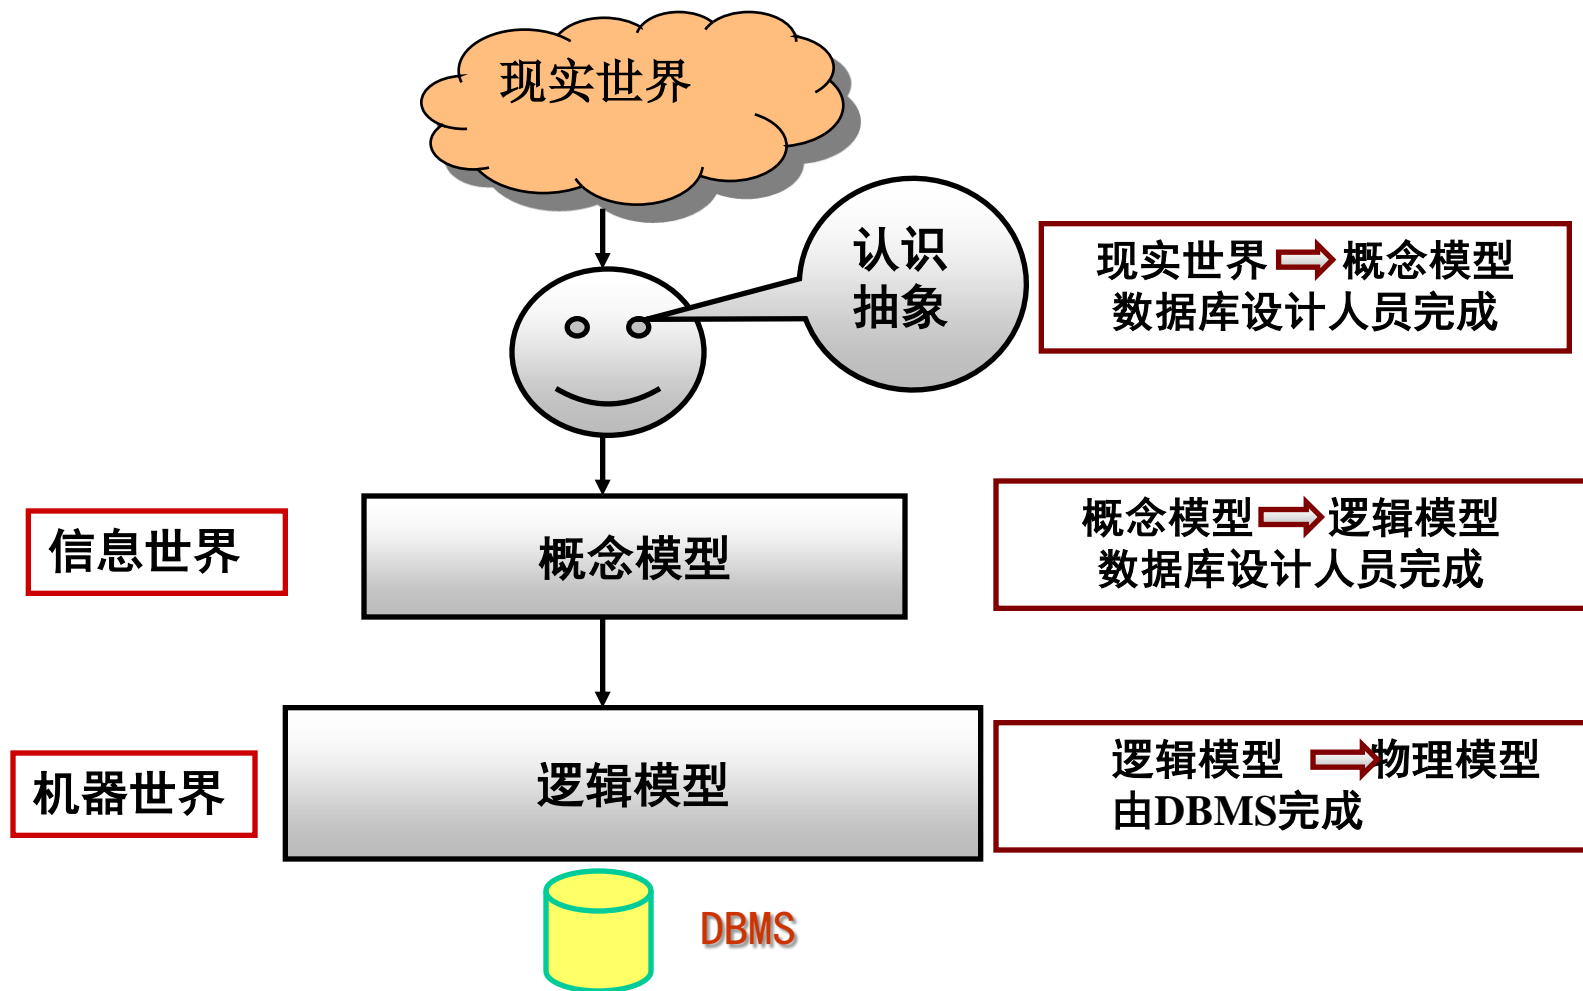 现实世界
认识
抽象
现实世界 概念模型
数据库设计人员完成
信息世界
概念模型
概念模型 逻辑模型
数据库设计人员完成
机器世界
逻辑模型
逻辑模型 物理模型
由DBMS完成
DBMS